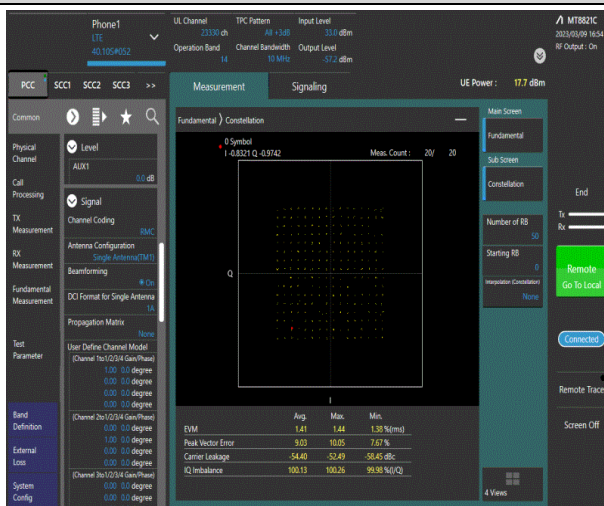 Phone1
LTE
40.105#052
UL Channel TPC Pattern Input Level
23330 ch All +3dB 33.0 dBm
Operation Band Channel Bandwidth Output Level
14 10 MHz -57.2 dBm
MT8821C
2023/03/09 16:54
RF Output : On
PCC SCC1 SCC2 SCC3 >>
Measurement Signaling
UE Power : 17.7 dBm
Common
Physical
Channel
Call
Processing
TX
Measurement
RX
Measurement
Fundamental
Measurement
Test
Parameter
Band
Definition
External
Loss
System
Config
Level
AUX1
0.0 dB
Signal
Channel Coding
RMC
Antenna Configuration
Single Antenna(TM1)
Beamforming
On
DCI Format for Single Antenna
1A
Propagation Matrix
None
User Define Channel Model
(Channel 1to1/2/3/4 Gain/Phase)
1.00 0.0 degree
0.00 0.0 degree
0.00 0.0 degree
0.00 0.0 degree
(Channel 2to1/2/3/4 Gain/Phase)
0.00 0.0 degree
1.00 0.0 degree
0.00 0.0 degree
0.00 0.0 degree
(Channel 3to1/2/3/4 Gain/Phase)
0.00 0.0 degree
0.00 0.0 degree
Fundamental ⟩ Constellation
0 Symbol
I -0.8321 Q -0.9742 Meas. Count : 20/ 20
Q
I
Avg. Max. Min.
EVM 1.41 1.44 1.38 %(rms)
Peak Vector Error 9.03 10.05 7.67 %
Carrier Leakage -54.40 -52.49 -58.45 dBc
IQ Imbalance 100.13 100.26 99.98 %(I/Q)
Main Screen
Fundamental
Sub Screen
Constellation
Number of RB
50
Starting RB
0
Interpolation (Constellation)
None
4 Views
End
Tx
Rx
Remote
Go To Local
Connected
Remote Trace
Screen Off